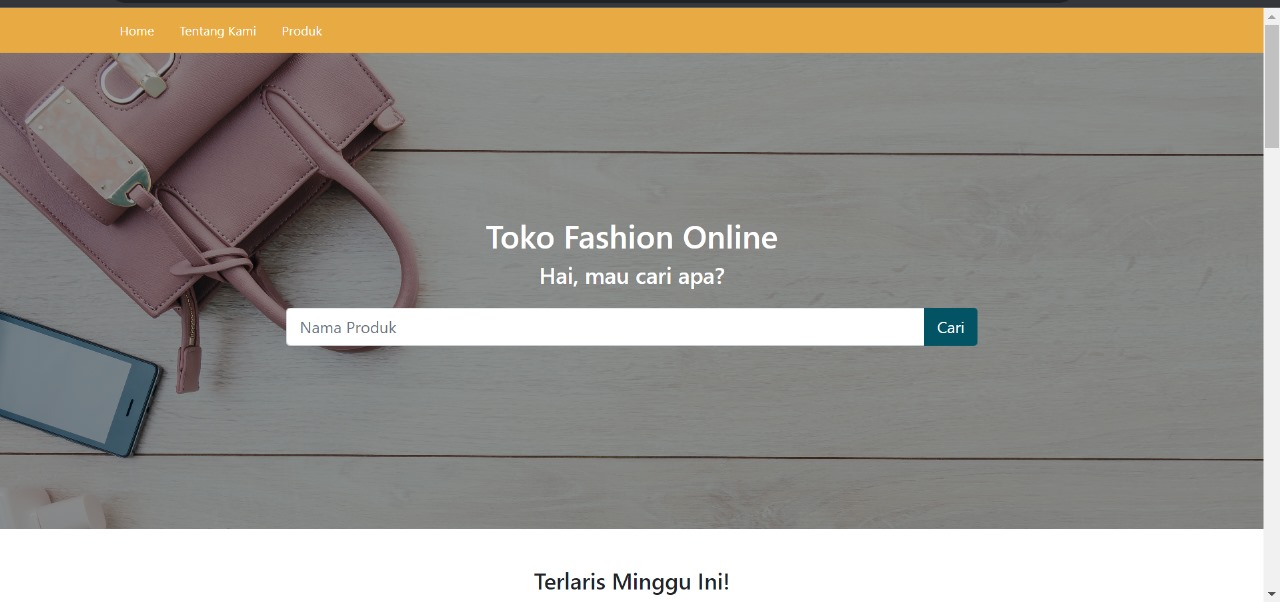 Home Tentang Kami Produk
Toko Fashion Online
Hai, mau cari apa?
Nama Produk Cari
Terlaris Minggu Ini!